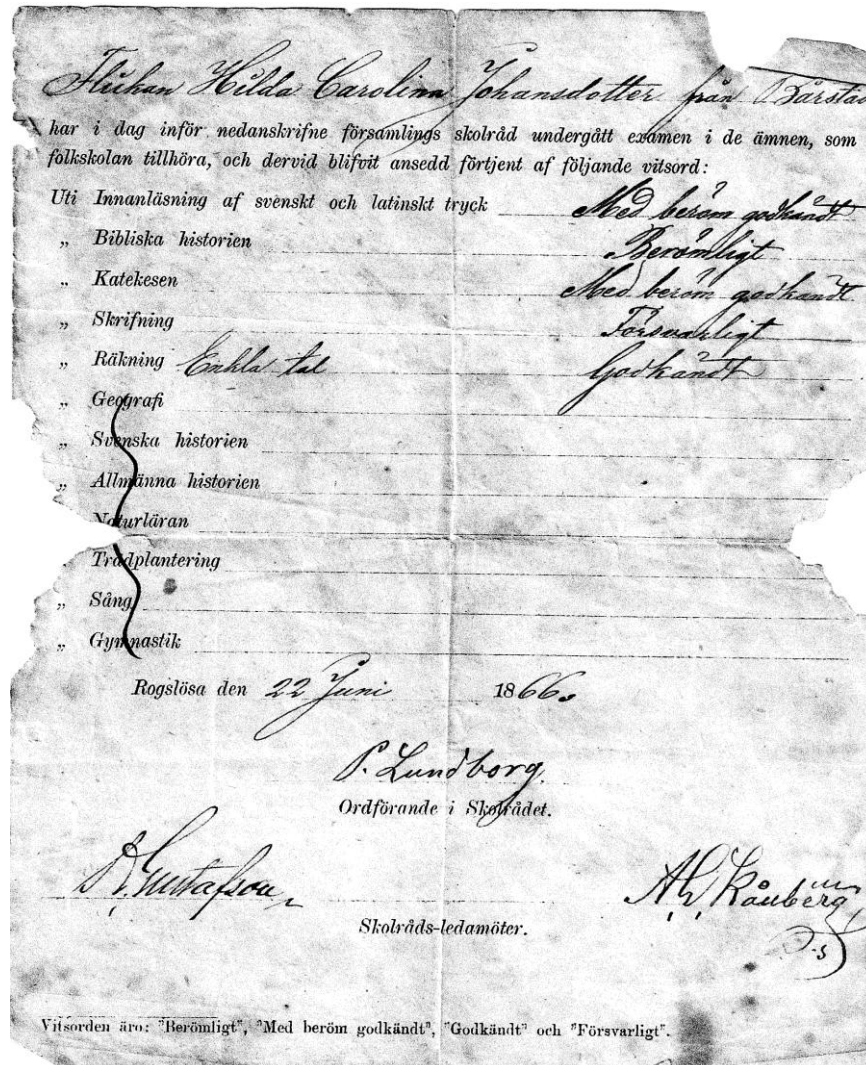 Flickan Hilda Carolina Johansdotter från Bårstad
har i dag inför nedanskrifne församlings skolråd undergått examen i de ämnen, som
folkskolan tillhöra, och dervid blifvit ansedd förtjent af följande vitsord:
Uti Innanläsning af svenskt och latinskt tryck Med beröm godkändt
„ Bibliska historien Berömligt
„ Katekesen Med beröm godkändt
„ Skrifning Försvarligt
„ Räkning Enkla tal Godkändt
„ Geografi
„ Svenska historien
„ Allmänna historien
Naturläran
„ Trädplantering
„ Sång
„ Gymnastik
Rogslösa den 22 Juni 1866.
P. Lundborg.
Ordförande i Skolrådet.
Gustafson
Skolråds-ledamöter.
Vitsorden äro: "Berömligt", "Med beröm godkändt", "Godkändt" och "Försvarligt".